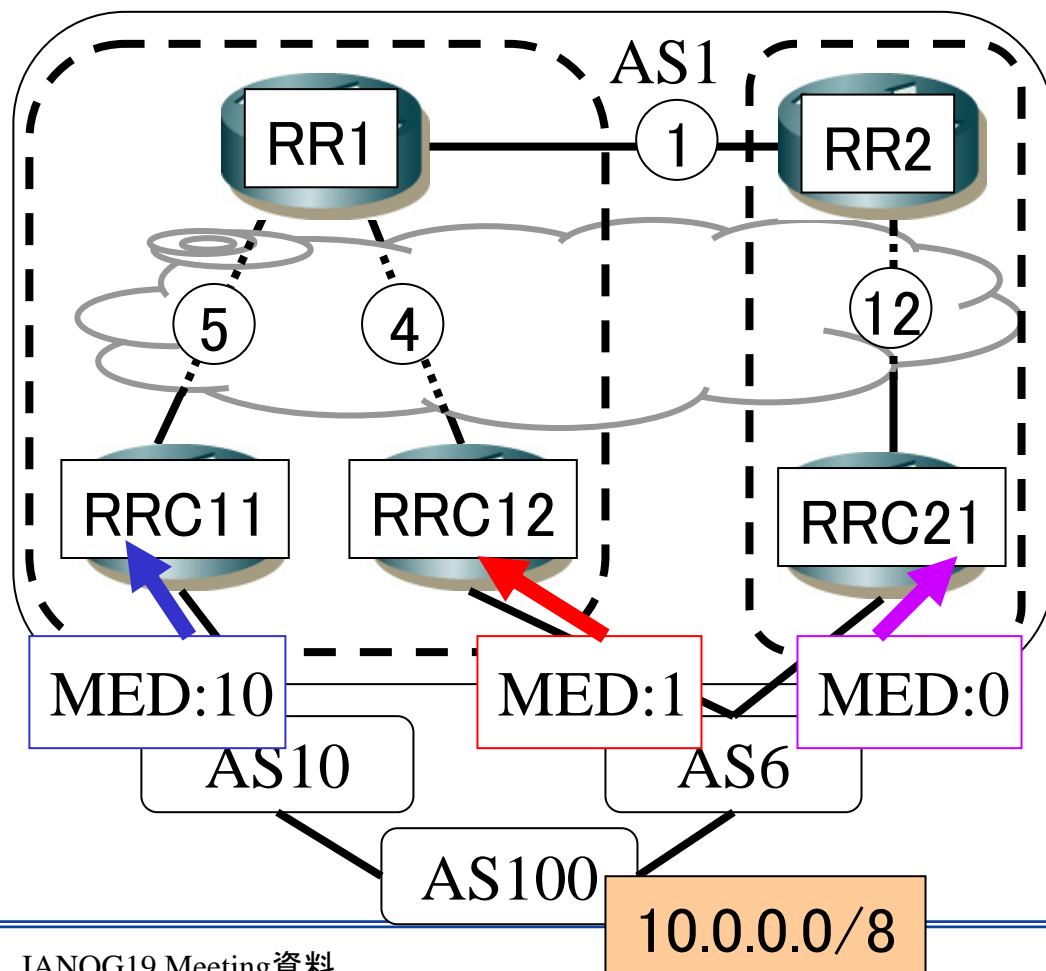 AS1
RR1
1
RR2
5
4
12
RRC11
RRC12
RRC21
MED:10
MED:1
MED:0
AS10
AS6
AS100
10.0.0.0/8
JANOG19 Meeting資料